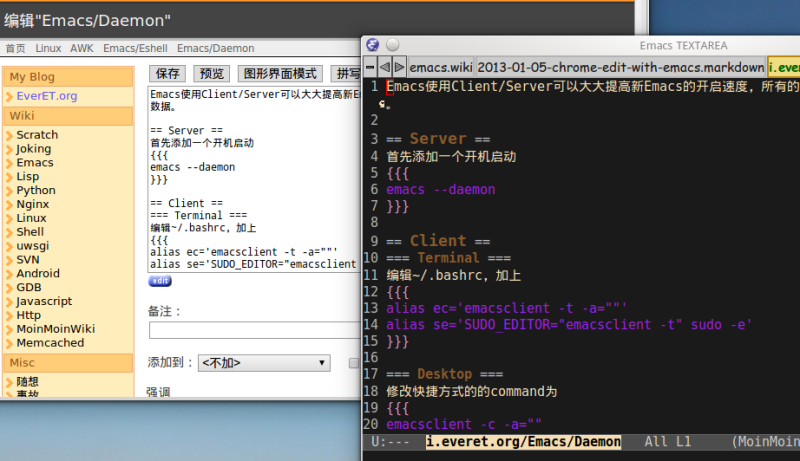 编辑"Emacs/Daemon"
首页 Linux AWK Emacs/Eshell Emacs/Daemon
My Blog
EverET.org
Wiki
Scratch
Joking
Emacs
Lisp
Python
Nginx
Linux
Shell
uwsgi
SVN
Android
GDB
Javascript
Http
MoinMoinWiki
Memcached
Misc
随想
事故
保存 预览 图形界面模式 拼写
Emacs使用Client/Server可以大大提高新E
数据。
== Server ==
首先添加一个开机启动
{{{
emacs --daemon
}}}
== Client ==
=== Terminal ===
编辑~/.bashrc，加上
{{{
alias ec='emacsclient -t -a=""'
alias se='SUDO_EDITOR="emacsclient
edit
备注：
添加到： <不加>
强调
Emacs TEXTAREA
emacs.wiki 2013-01-05-chrome-edit-with-emacs.markdown i.ever
1 Emacs使用Client/Server可以大大提高新Emacs的开启速度，所有的
。
2
3 == Server ==
4 首先添加一个开机启动
5 {{{
6 emacs --daemon
7 }}}
8
9 == Client ==
10 === Terminal ===
11 编辑~/.bashrc，加上
12 {{{
13 alias ec='emacsclient -t -a=""'
14 alias se='SUDO_EDITOR="emacsclient -t" sudo -e'
15 }}}
16
17 === Desktop ===
18 修改快捷方式的的command为
19 {{{
20 emacsclient -c -a=""
U:--- i.everet.org/Emacs/Daemon All L1 (MoinMoin